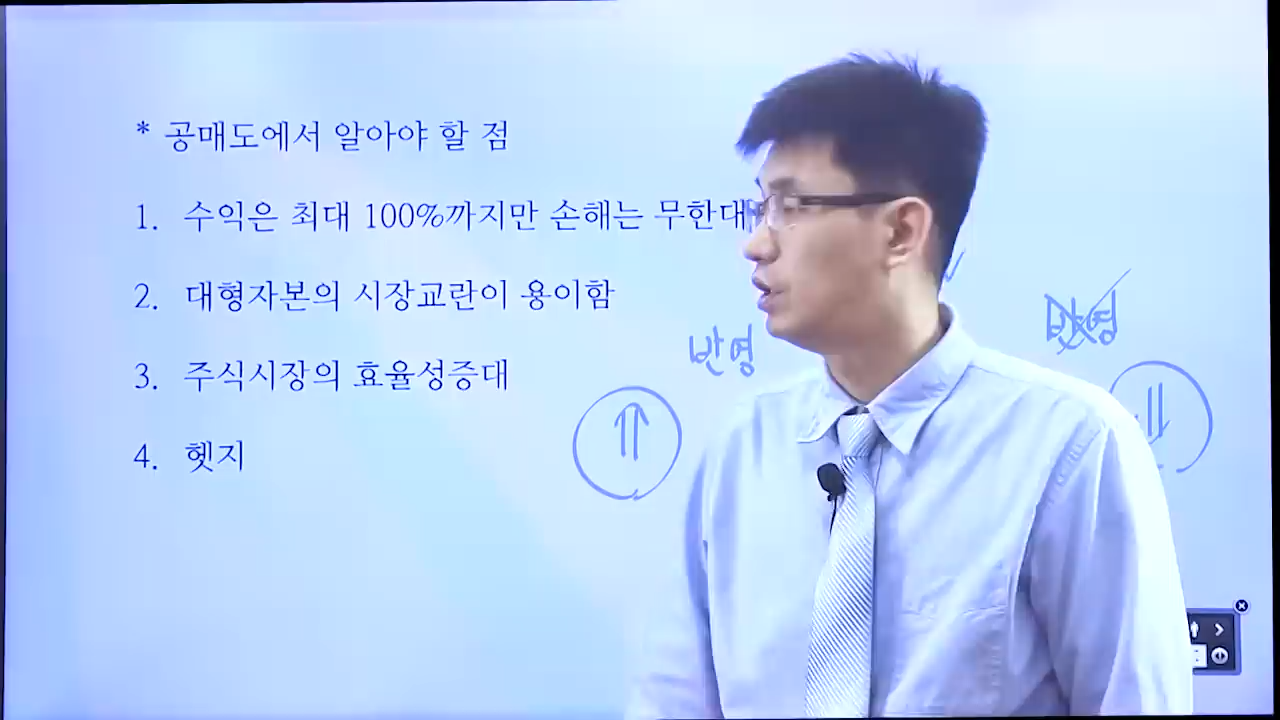 * 공매도에서 알아야 할 점
1. 수익은 최대 100%까지만 손해는 무한대
2. 대형자본의 시장교란이 용이함
반영
반영
3. 주식시장의 효율성증대
4. 헷지